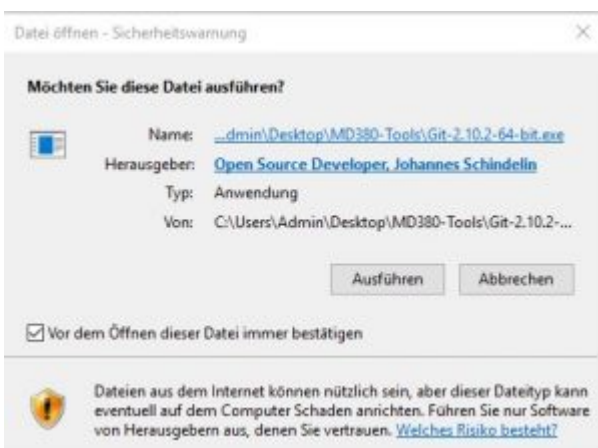 Datei öffnen - Sicherheitswarnung
Möchten Sie diese Datei ausführen?
Name: ...dmin\Desktop\MD380-Tools\Git-2.10.2-64-bit.exe
Herausgeber: Open Source Developer, Johannes Schindelin
Typ: Anwendung
Von: C:\Users\Admin\Desktop\MD380-Tools\Git-2.10.2-...
Ausführen Abbrechen
Vor dem Öffnen dieser Datei immer bestätigen
Dateien aus dem Internet können nützlich sein, aber dieser Dateityp kann
eventuell auf dem Computer Schaden anrichten. Führen Sie nur Software
von Herausgebern aus, denen Sie vertrauen. Welches Risiko besteht?